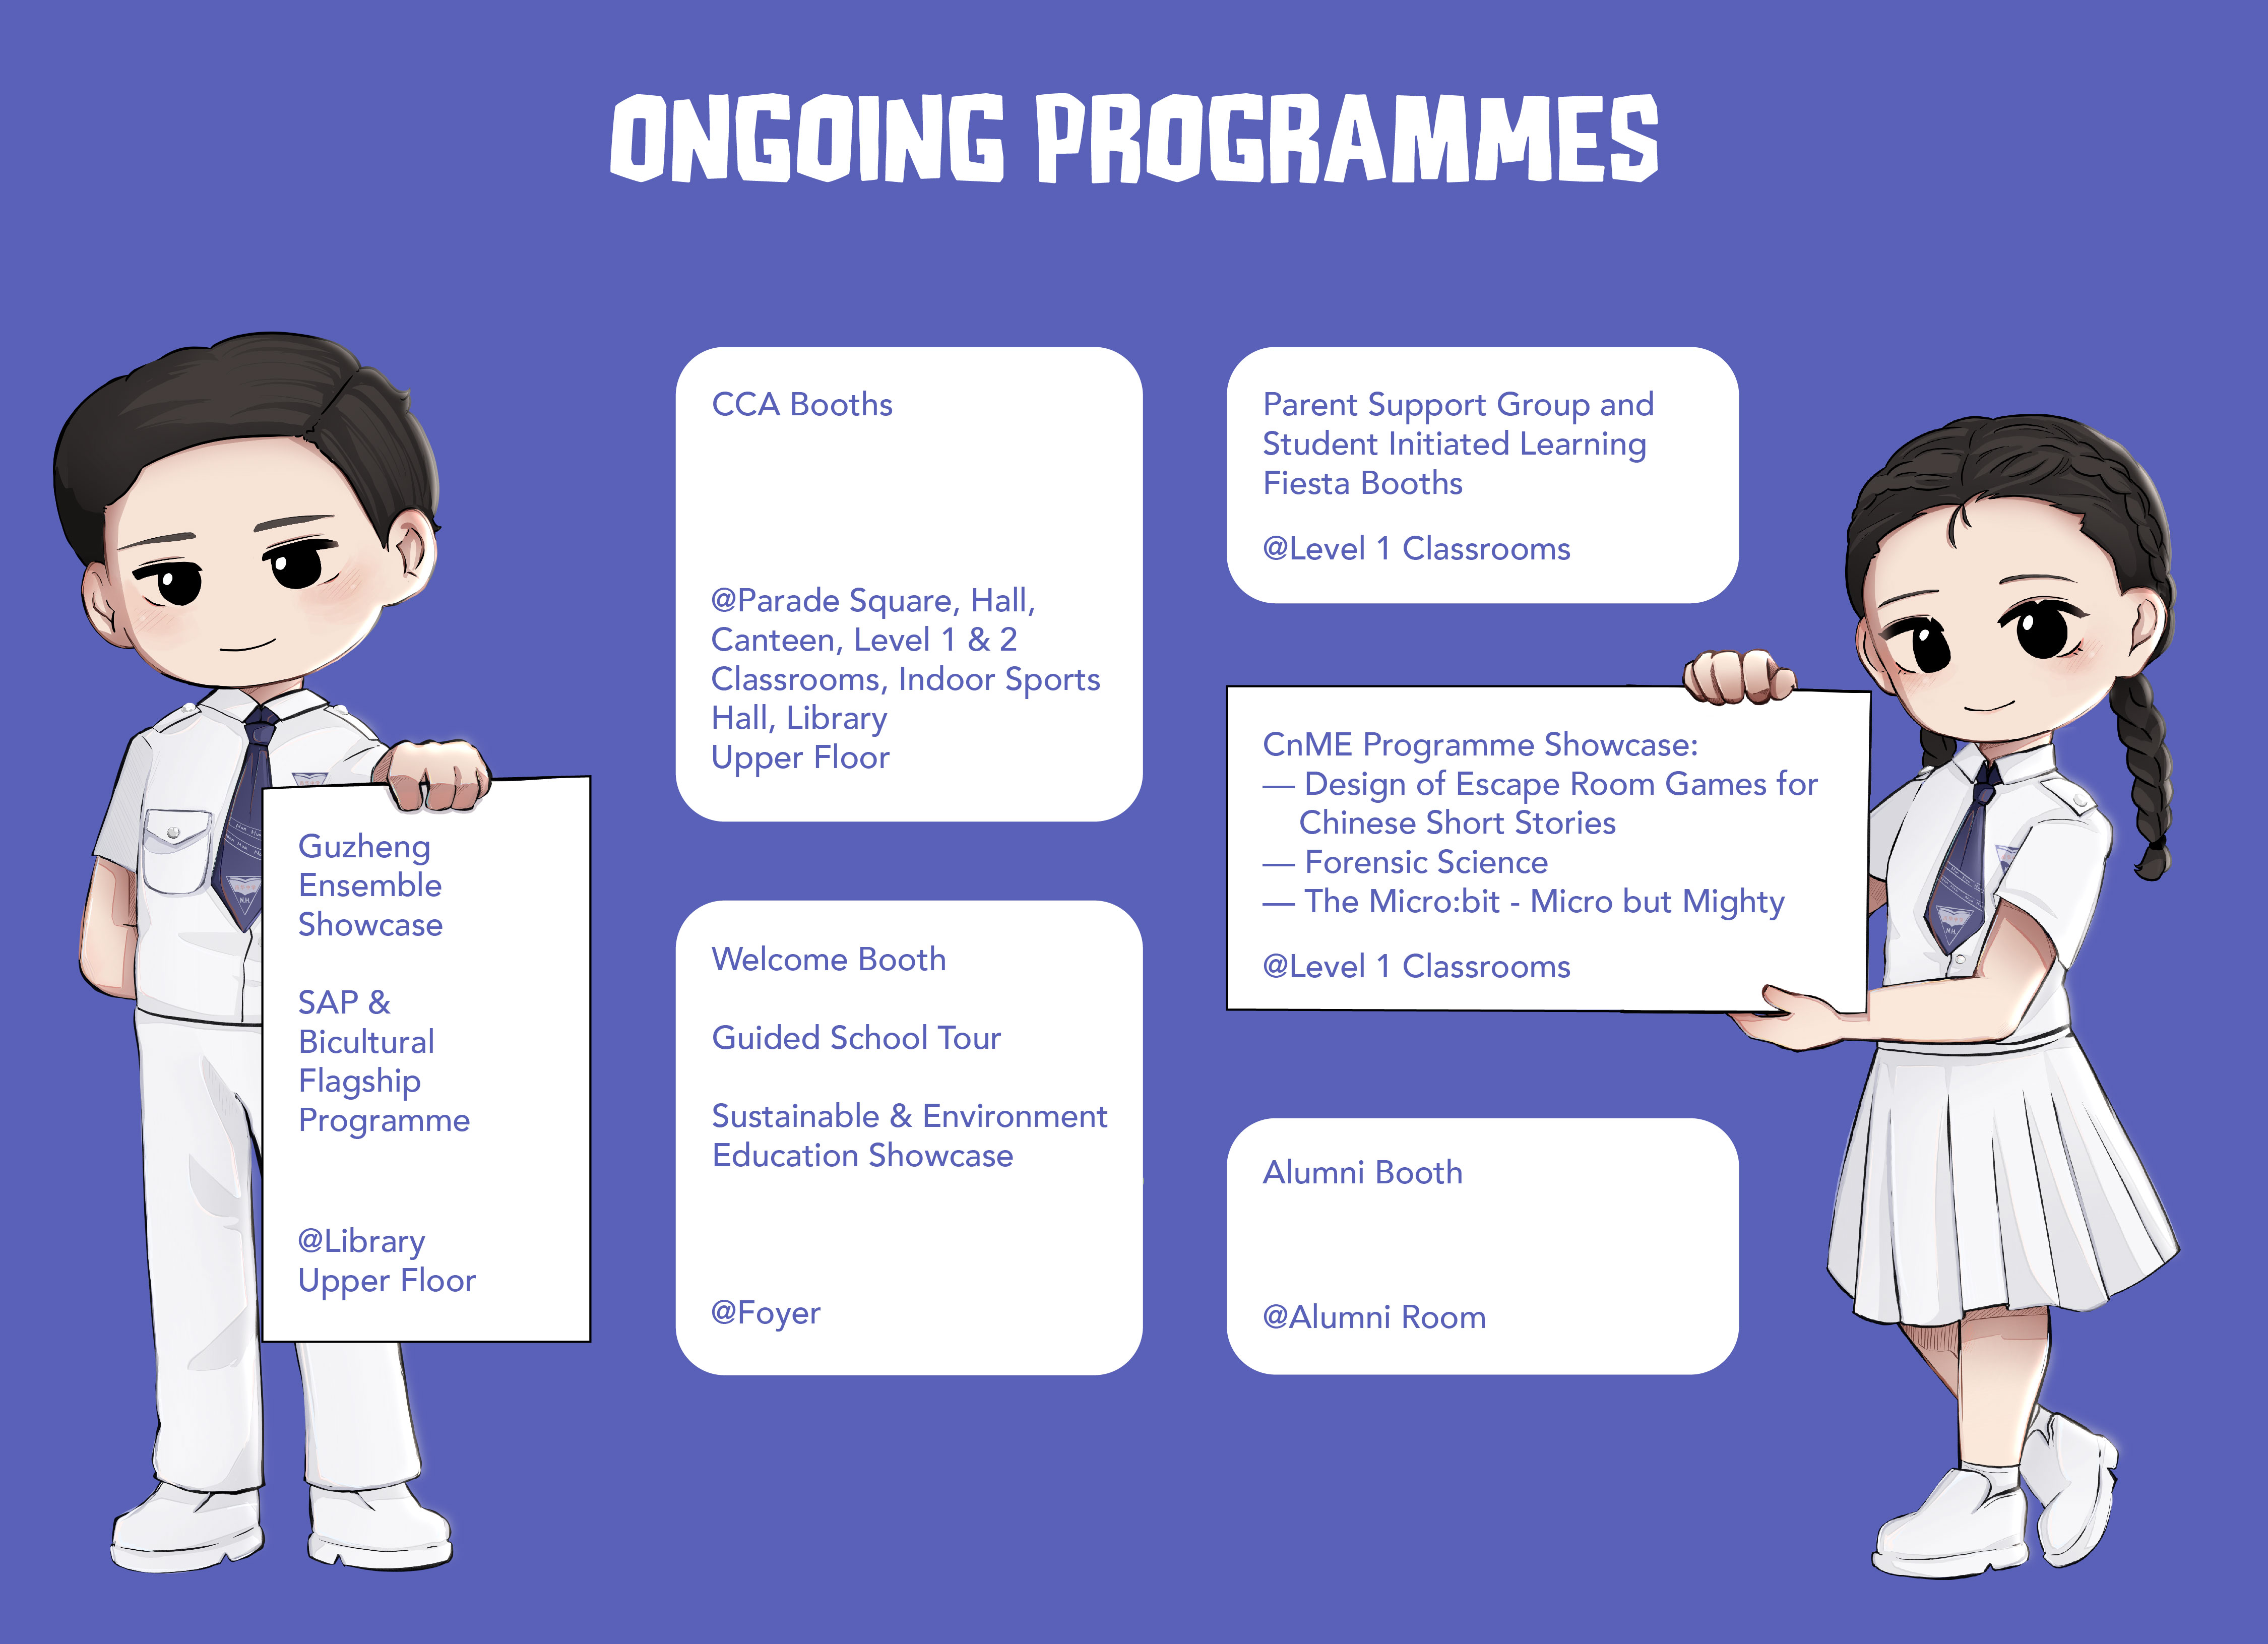 ONGOING PROGRAMMES
Guzheng
Ensemble
Showcase
SAP &
Bicultural
Flagship
Programme
@Library
Upper Floor
CCA Booths
@Parade Square, Hall,
Canteen, Level 1 & 2
Classrooms, Indoor Sports
Hall, Library
Upper Floor
Welcome Booth
Guided School Tour
Sustainable & Environment
Education Showcase
@Foyer
Parent Support Group and
Student Initiated Learning
Fiesta Booths
@Level 1 Classrooms
CnME Programme Showcase:
— Design of Escape Room Games for
Chinese Short Stories
— Forensic Science
— The Micro:bit - Micro but Mighty
@Level 1 Classrooms
Alumni Booth
@Alumni Room
N.H.
N.H.